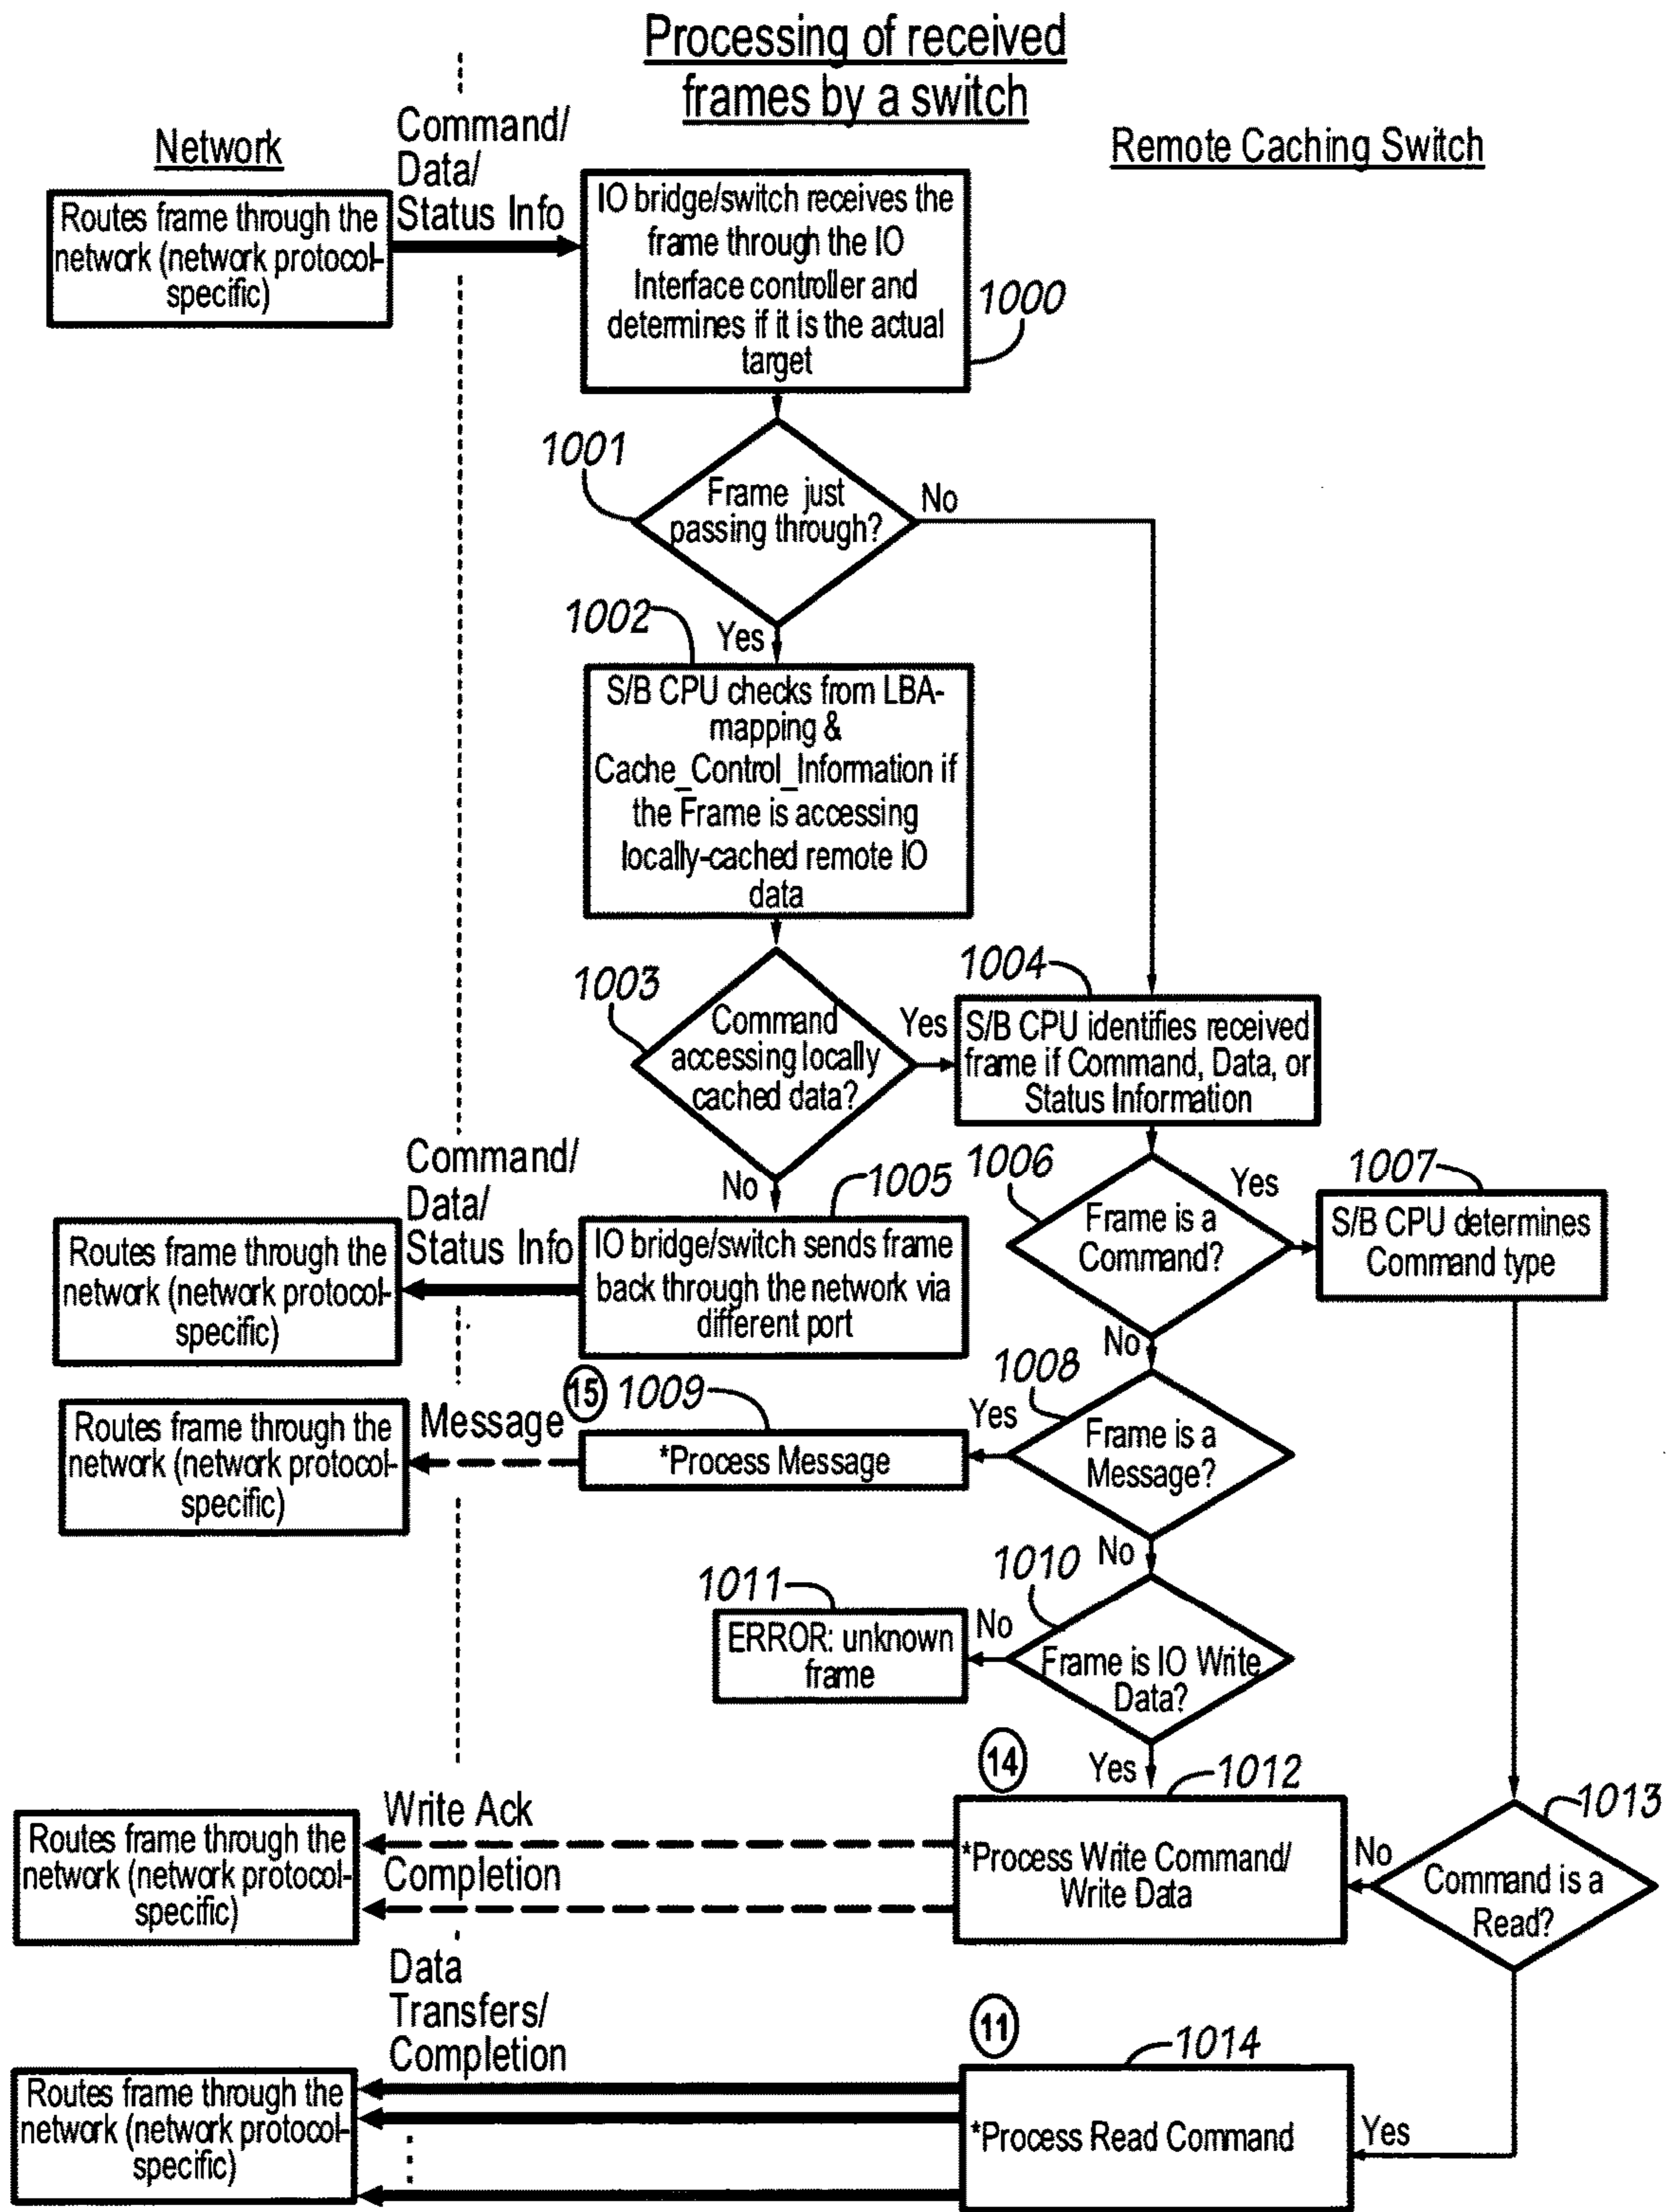 Processing of received
frames by a switch
Network
Command/
Data/
Status Info
Remote Caching Switch
Routes frame through the
network (network protocol-
specific)
IO bridge/switch receives the
frame through the IO
Interface controller and
determines if it is the actual
target
1000
1001
Frame just
passing through?
No
Yes
1002
S/B CPU checks from LBA-
mapping &
Cache_Control_Information if
the Frame is accessing
locally-cached remote IO
data
1003
Command
accessing locally
cached data?
Yes
No
1004
S/B CPU identifies received
frame if Command, Data, or
Status Information
1005
IO bridge/switch sends frame
back through the network via
different port
Command/
Data/
Status Info
Routes frame through the
network (network protocol-
specific)
1006
Frame is a
Command?
Yes
No
1007
S/B CPU determines
Command type
1008
Frame is a
Message?
Yes
No
15
1009
*Process Message
Message
Routes frame through the
network (network protocol-
specific)
1010
Frame is IO Write
Data?
No
Yes
1011
ERROR: unknown
frame
14
1012
*Process Write Command/
Write Data
Write Ack
Completion
Routes frame through the
network (network protocol-
specific)
1013
Command is a
Read?
No
Yes
Data
Transfers/
Completion
11
1014
*Process Read Command
Routes frame through the
network (network protocol-
specific)